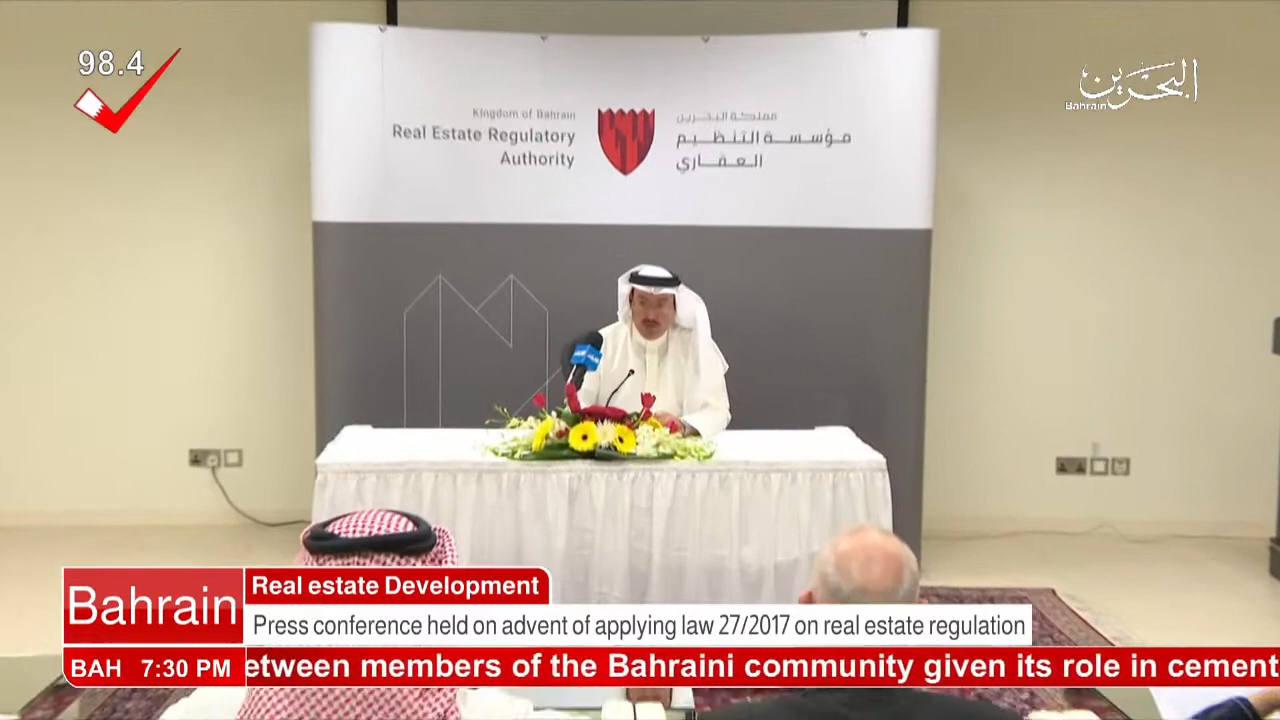 98.4
البحرين
Bahrain
Kingdom of Bahrain
Real Estate Regulatory
Authority
مملكة البحرين
مؤسسة التنظيم
العقاري
Bahrain
Real estate Development
Press conference held on advent of applying law 27/2017 on real estate regulation
BAH 7:30 PM
etween members of the Bahraini community given its role in cement